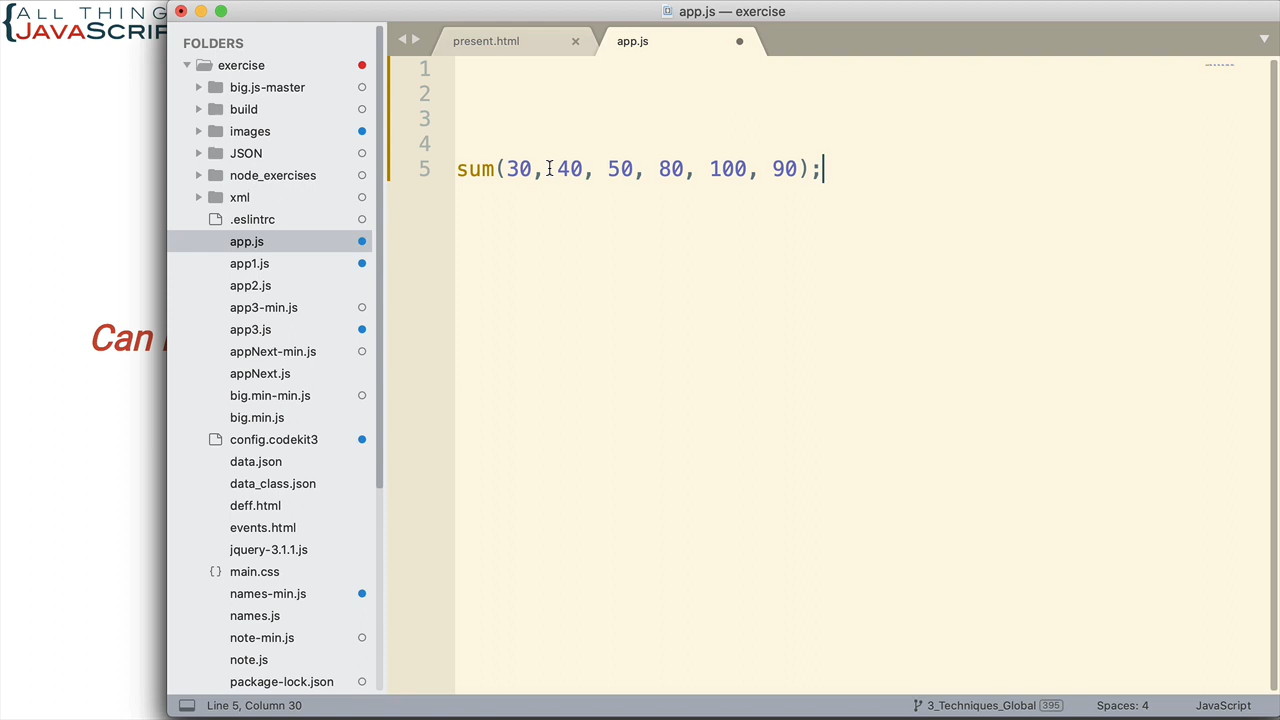 ALL THING
{JAVASCRIPT
Can
app.js — exercise
FOLDERS
exercise
big.js-master
build
images
JSON
node_exercises
xml
.eslintrc
app.js
app1.js
app2.js
app3-min.js
app3.js
appNext-min.js
appNext.js
big.min-min.js
big.min.js
config.codekit3
data.json
data_class.json
deff.html
events.html
jquery-3.1.1.js
{} main.css
names-min.js
names.js
note-min.js
note.js
package-lock.json
present.html
app.js
1
2
3
4
5 sum(30, 40, 50, 80, 100, 90);
Line 5, Column 30
3_Techniques_Global 395
Spaces: 4
JavaScript